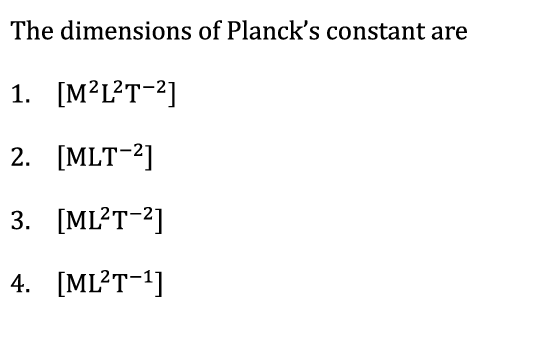 The dimensions of Planck’s constant are
1. [M²L²T⁻²]
2. [MLT⁻²]
3. [ML²T⁻²]
4. [ML²T⁻¹]